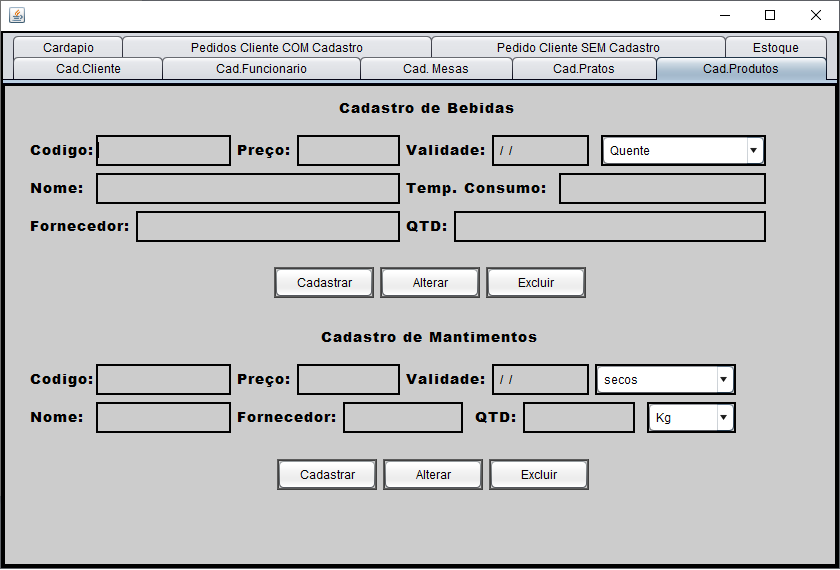 Cardapio Pedidos Cliente COM Cadastro Pedido Cliente SEM Cadastro Estoque
Cad.Cliente Cad.Funcionario Cad. Mesas Cad.Pratos Cad.Produtos
Cadastro de Bebidas
Codigo: Preço: Validade: / / Quente
Nome: Temp. Consumo:
Fornecedor: QTD:
Cadastrar Alterar Excluir
Cadastro de Mantimentos
Codigo: Preço: Validade: / / secos
Nome: Fornecedor: QTD: Kg
Cadastrar Alterar Excluir